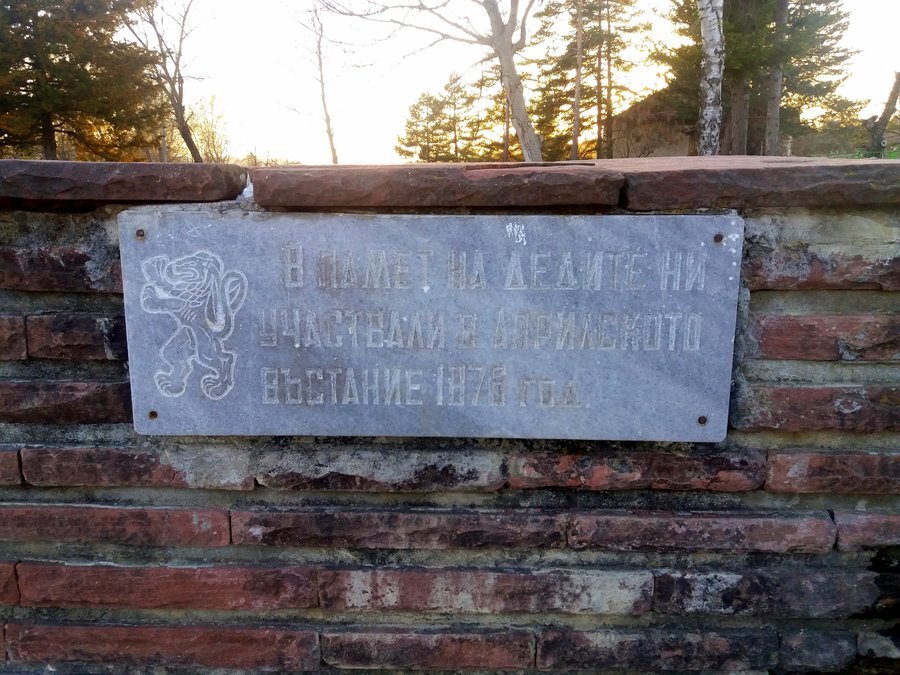 В ПАМЕТ НА ДЕДИТЕ НИ
УЧАСТВАЛИ В АПРИЛСКОТО
ВЪСТАНИЕ 1876 ГОД.